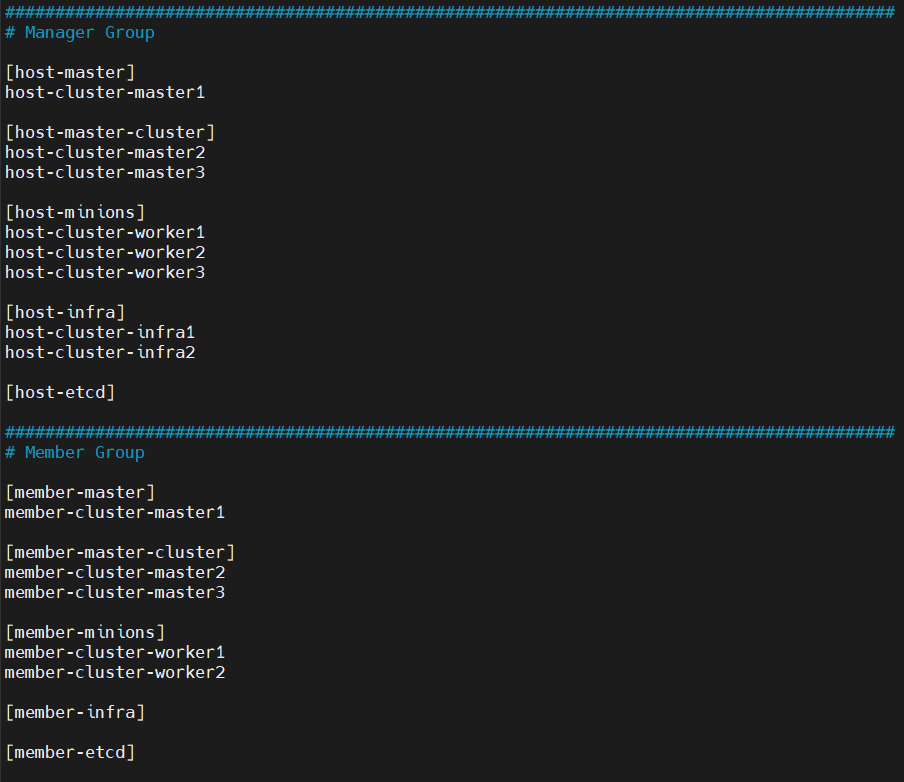 #########################################################################################
# Manager Group
[host-master]
host-cluster-master1
[host-master-cluster]
host-cluster-master2
host-cluster-master3
[host-minions]
host-cluster-worker1
host-cluster-worker2
host-cluster-worker3
[host-infra]
host-cluster-infra1
host-cluster-infra2
[host-etcd]
#########################################################################################
# Member Group
[member-master]
member-cluster-master1
[member-master-cluster]
member-cluster-master2
member-cluster-master3
[member-minions]
member-cluster-worker1
member-cluster-worker2
[member-infra]
[member-etcd]